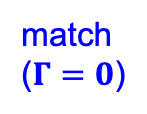 match
(Γ = 0)